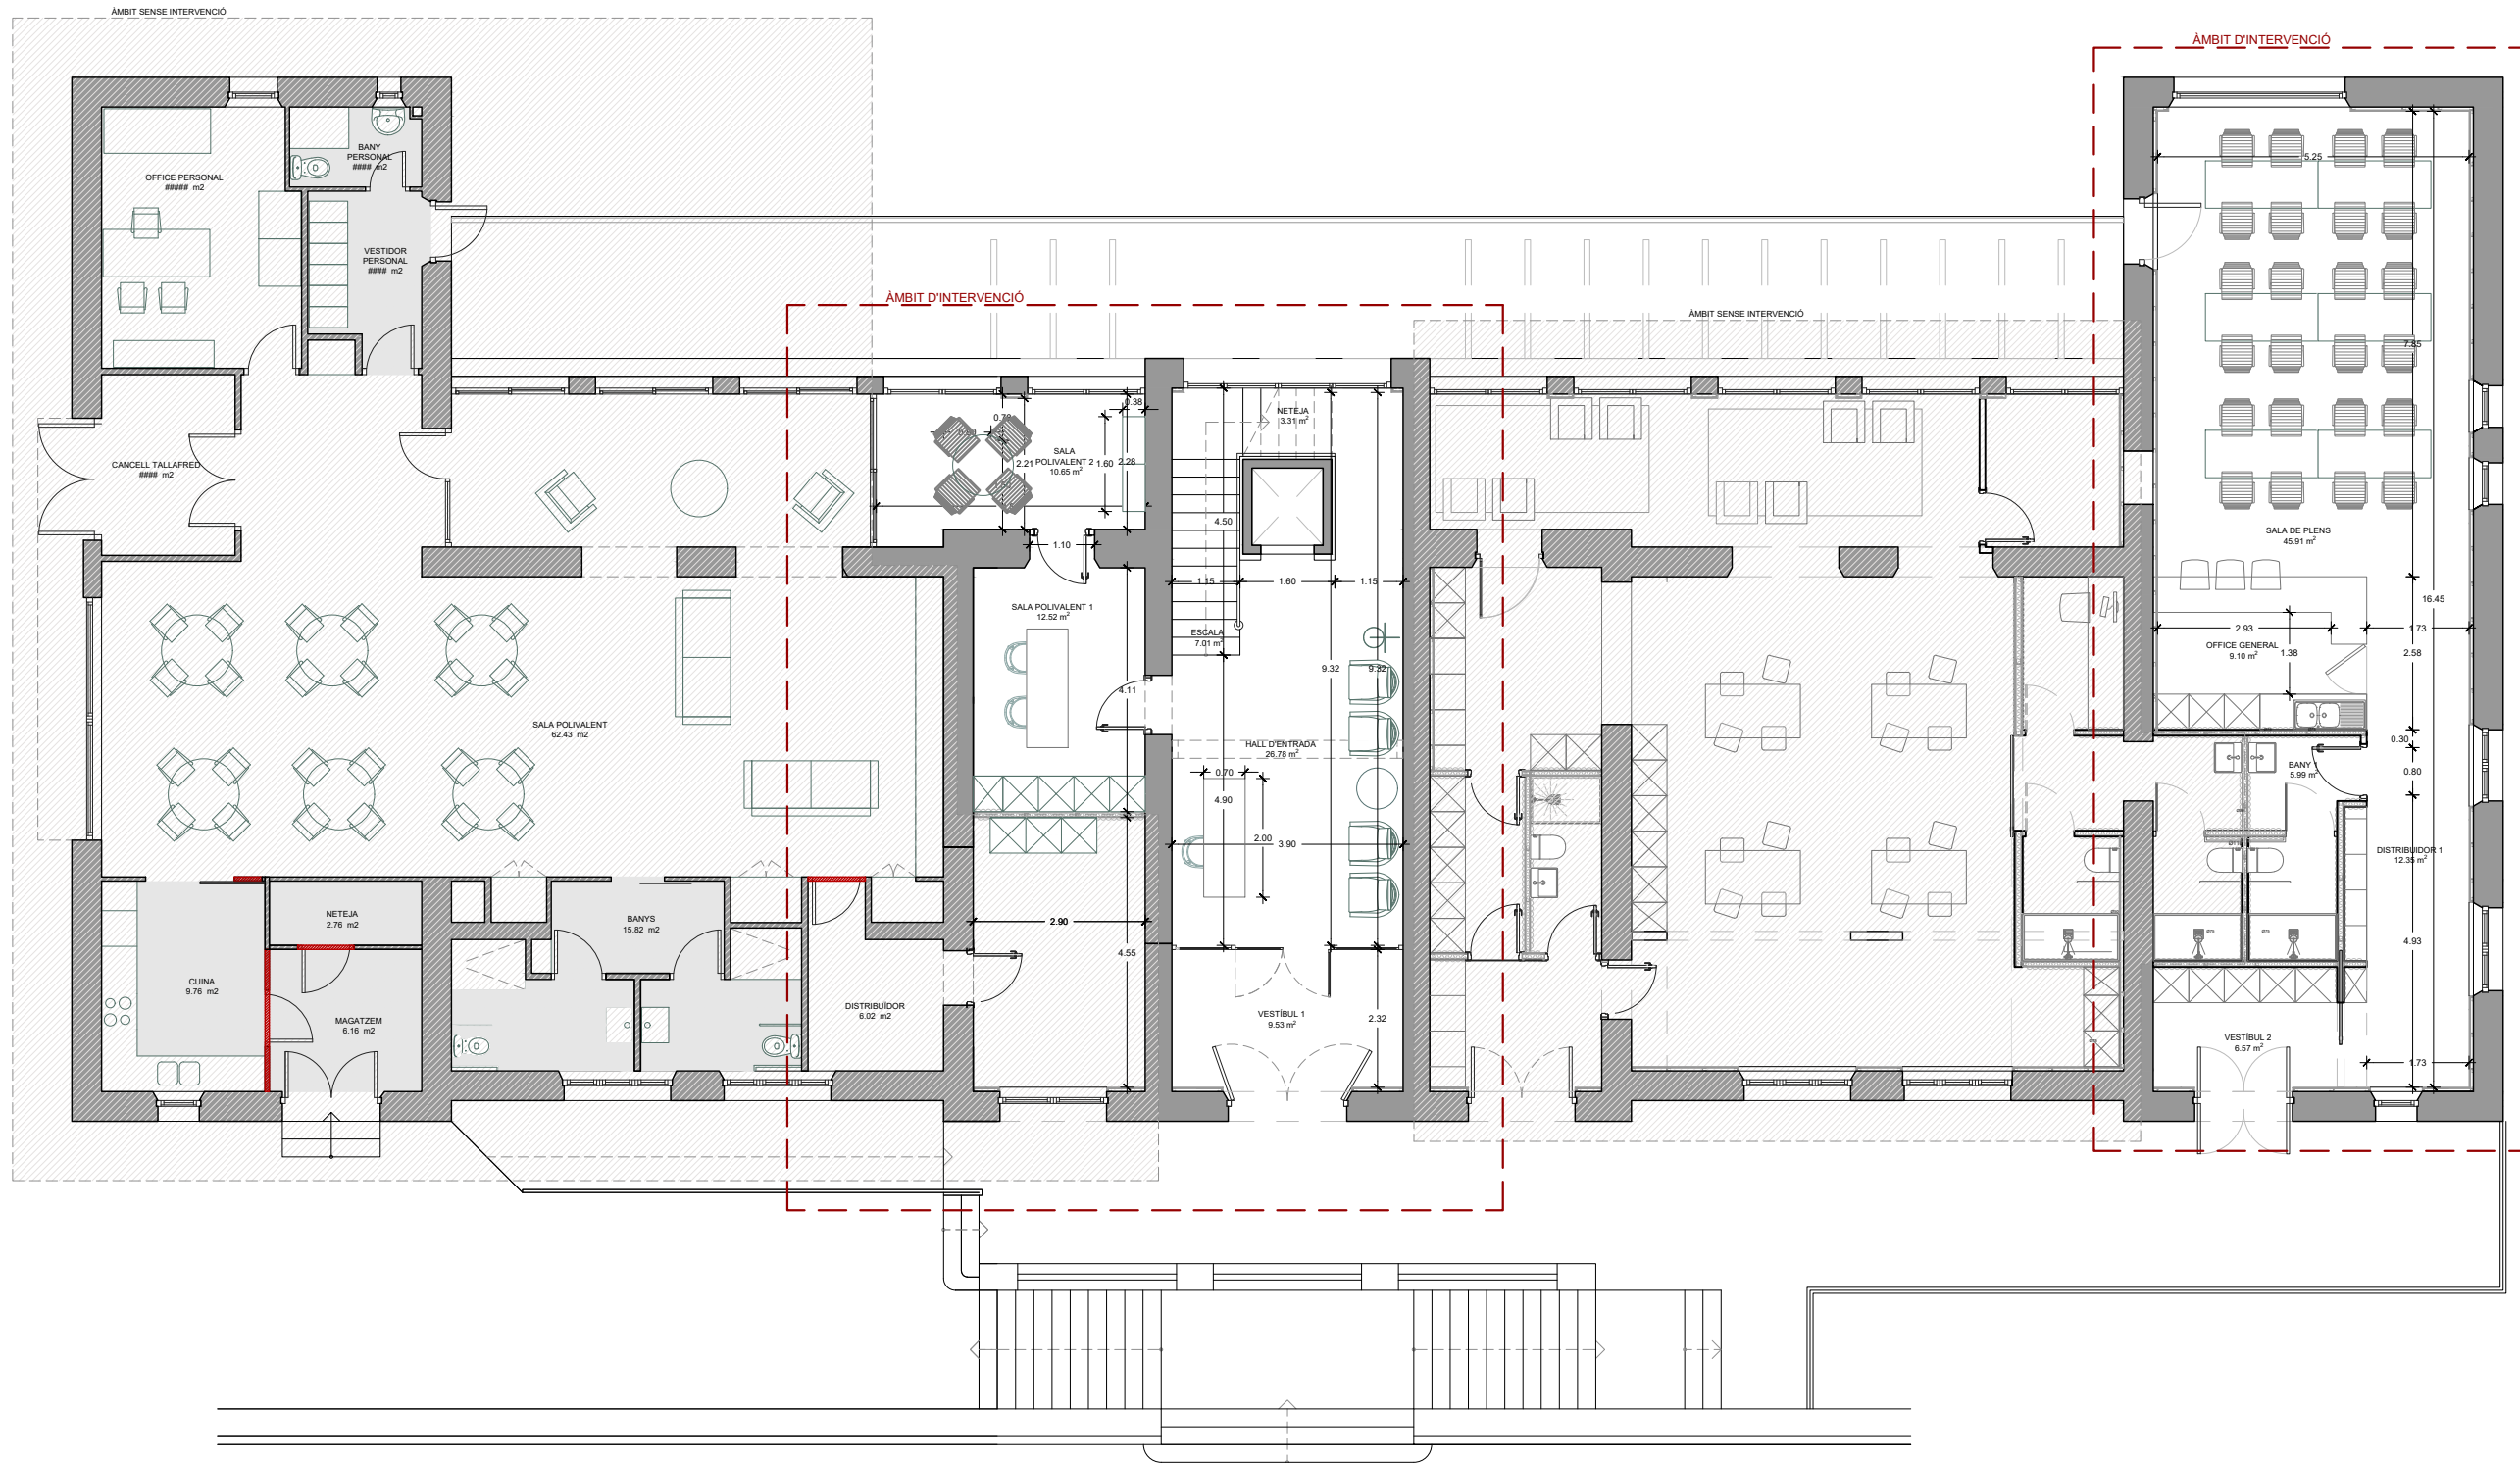 ÀMBIT SENSE INTERVENCIÓ
ÀMBIT D'INTERVENCIÓ
BANY
PERSONAL
#### m2
OFFICE PERSONAL
##### m2
VESTIDOR
PERSONAL
#### m2
CANCELL TALLAFRED
#### m2
ÀMBIT D'INTERVENCIÓ
ÀMBIT SENSE INTERVENCIÓ
5.25
7.85
16.45
0.38
2.21
SALA
POLIVALENT 2
10.65 m²
1.60
2.28
1.10
NETEJA
3.31 m²
4.50
1.15
1.60
1.15
SALA POLIVALENT 1
12.52 m²
ESCALA
7.01 m²
9.32
9.32
4.11
SALA POLIVALENT
62.43 m2
HALL D'ENTRADA
26.78 m²
0.70
4.90
2.00
3.90
SALA DE PLENS
45.91 m²
2.93
1.73
OFFICE GENERAL
9.10 m²
1.38
2.58
0.30
BANY 1
5.99 m²
0.80
DISTRIBUIDOR 1
12.35 m²
4.93
NETEJA
2.76 m2
BANYS
15.82 m2
2.90
4.55
CUINA
9.76 m2
MAGATZEM
6.16 m2
DISTRIBUÏDOR
6.02 m2
VESTÍBUL 1
9.53 m²
2.32
VESTÍBUL 2
6.57 m²
1.73